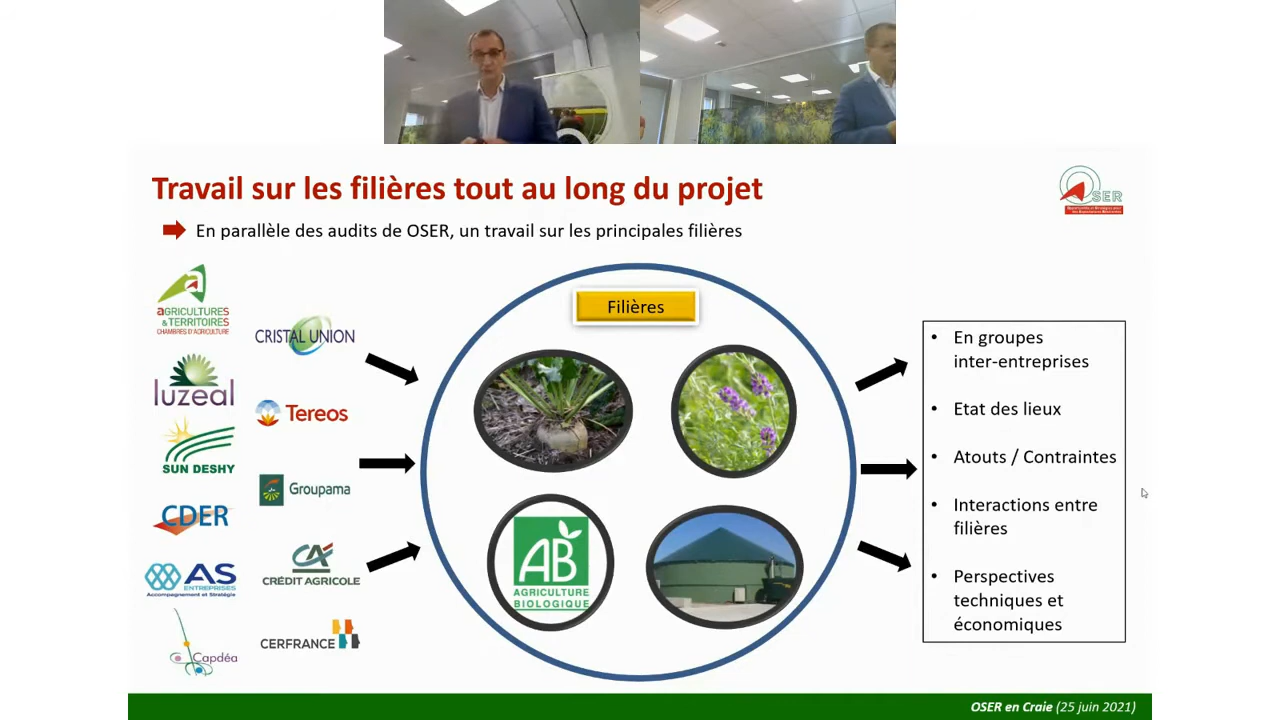 Travail sur les filières tout au long du projet
OSER
En parallèle des audits de OSER, un travail sur les principales filières
aGRICULTURES
& TERRITOIRES
CHAMBRES D'AGRICULTURE
CRISTAL UNION
luzeal
Tereos
SUN DESHY
Groupama
CDER
CRÉDIT AGRICOLE
AS
ENTREPRISES
Accompagnement et Stratégie
CERFRANCE
Capdéa
Filières
AB
AGRICULTURE
BIOLOGIQUE
• En groupes
inter-entreprises
• Etat des lieux
• Atouts / Contraintes
• Interactions entre
filières
• Perspectives
techniques et
économiques
OSER en Craie (25 juin 2021)